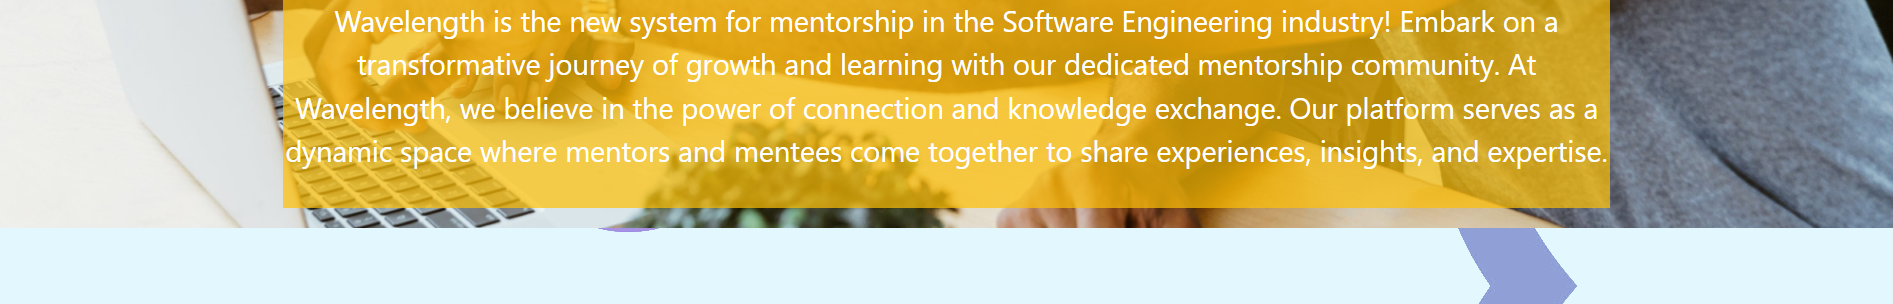 Wavelength is the new system for mentorship in the Software Engineering industry! Embark on a
transformative journey of growth and learning with our dedicated mentorship community. At
Wavelength, we believe in the power of connection and knowledge exchange. Our platform serves as a
dynamic space where mentors and mentees come together to share experiences, insights, and expertise.